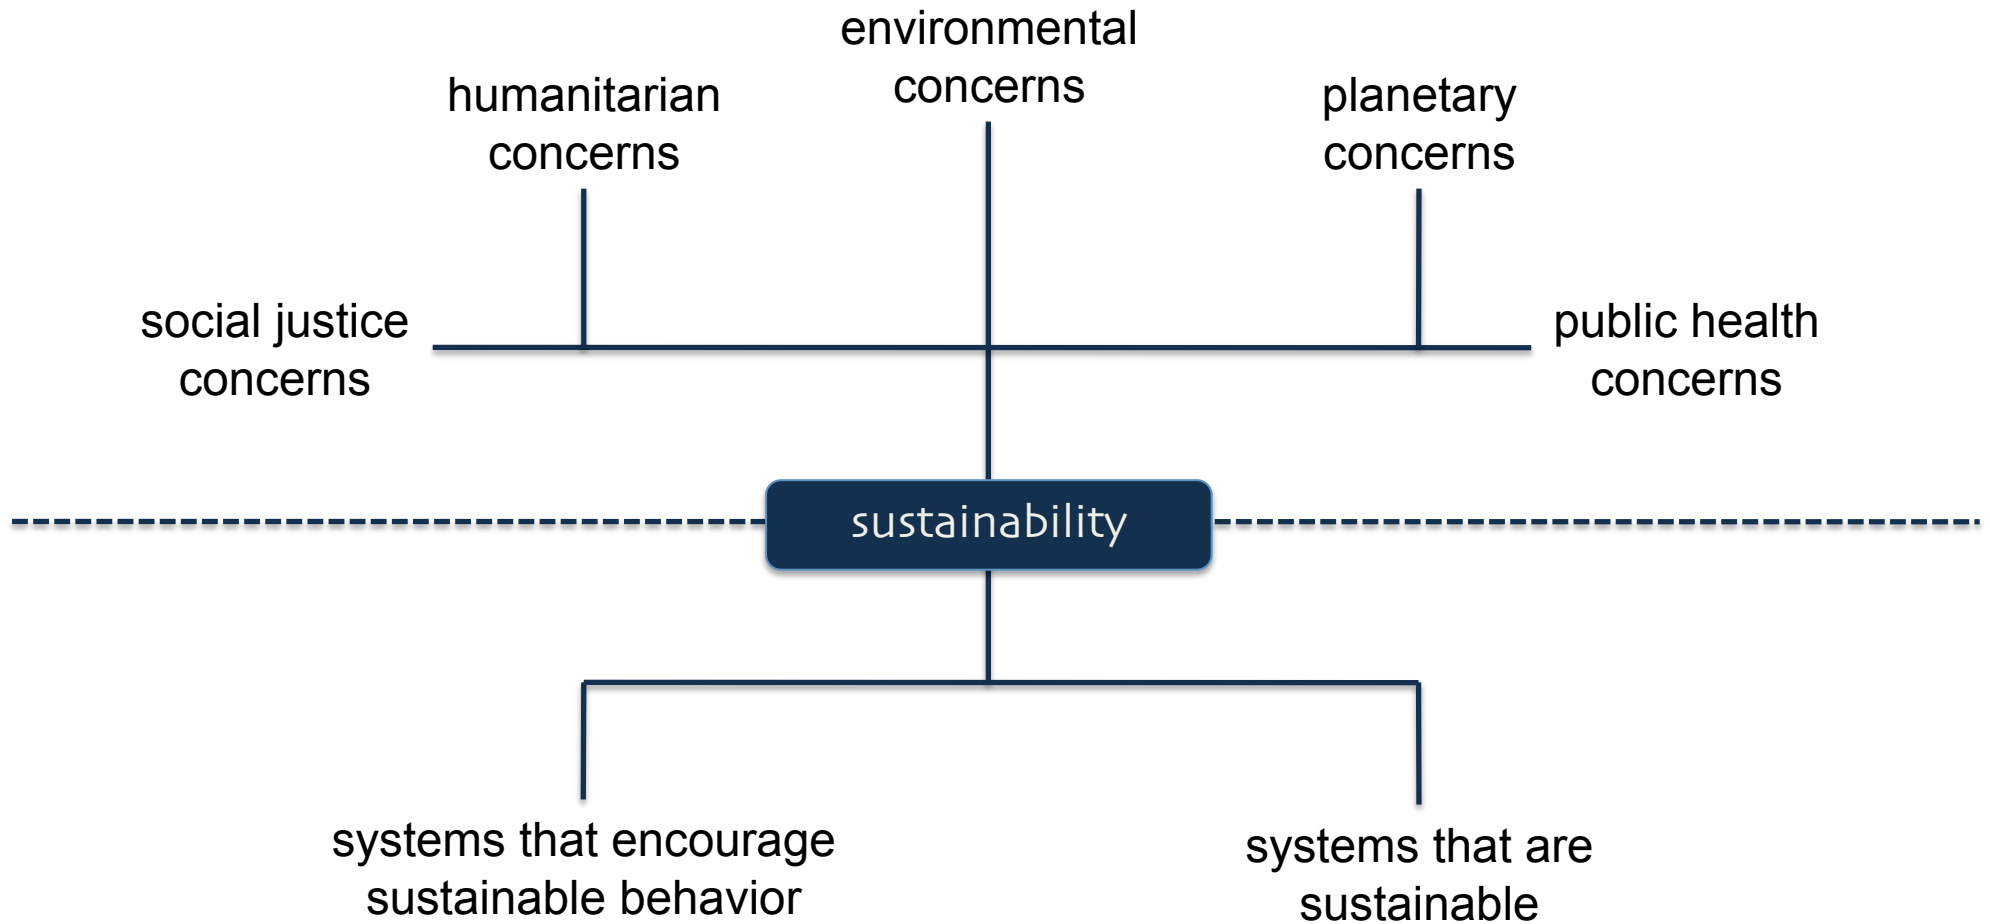 environmental
concerns
humanitarian
concerns
planetary
concerns
social justice
concerns
public health
concerns
sustainability
systems that encourage
sustainable behavior
systems that are
sustainable